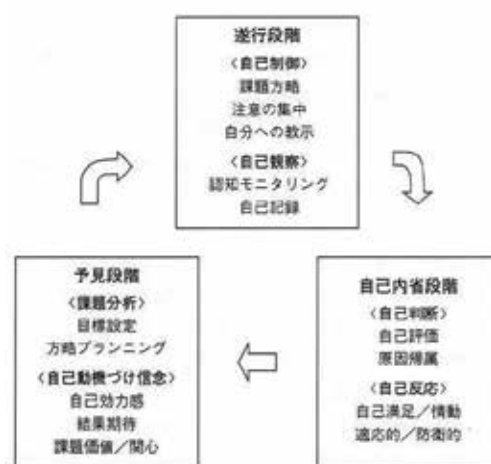 遂行段階
〈自己制御〉
課題方略
注意の集中
自分への教示
〈自己観察〉
認知モニタリング
自己記録
予見段階
〈課題分析〉
目標設定
方略プランニング
〈自己動機づけ信念〉
自己効力感
結果期待
課題価値／関心
自己内省段階
〈自己判断〉
自己評価
原因帰属
〈自己反応〉
自己満足／情動
適応的／防衛的